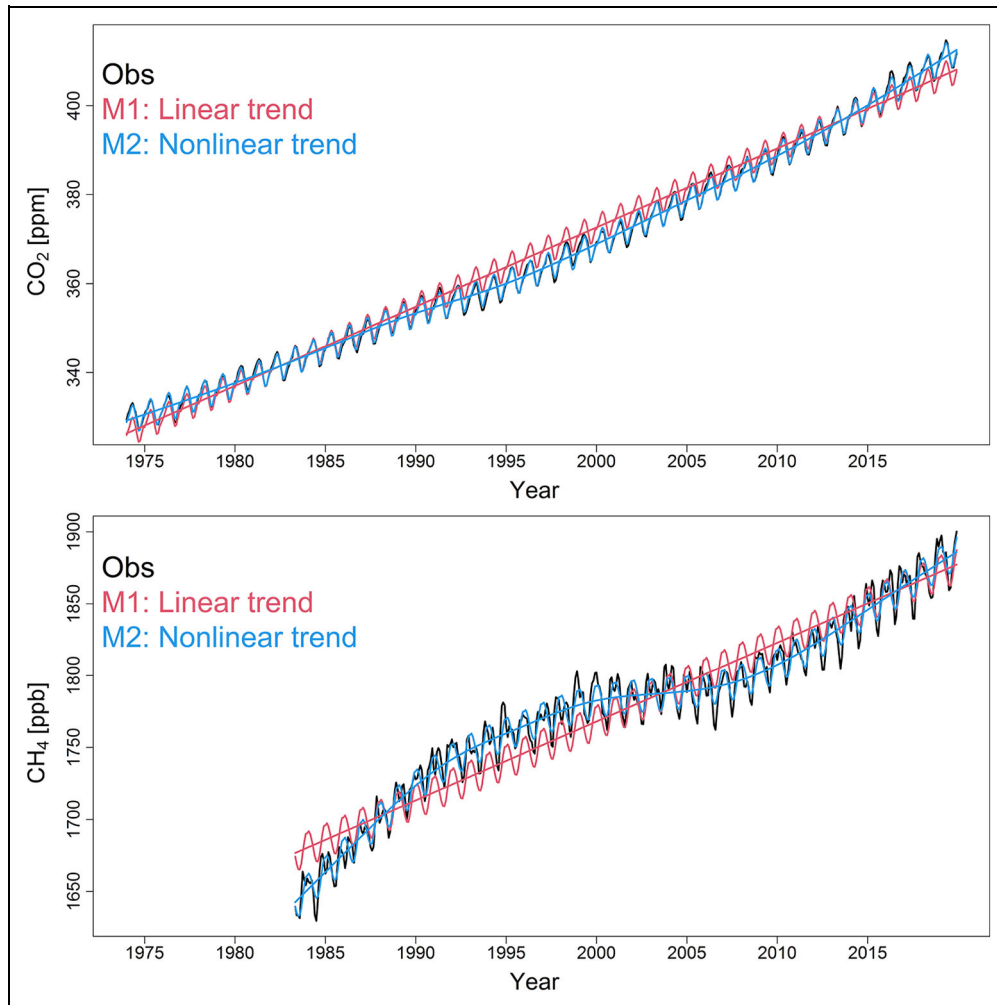 Obs
M1: Linear trend
M2: Nonlinear trend
CO₂ [ppm]
400
380
360
340
1975 1980 1985 1990 1995 2000 2005 2010 2015
Year
Obs
M1: Linear trend
M2: Nonlinear trend
CH₄ [ppb]
1900
1850
1800
1750
1700
1650
1975 1980 1985 1990 1995 2000 2005 2010 2015
Year